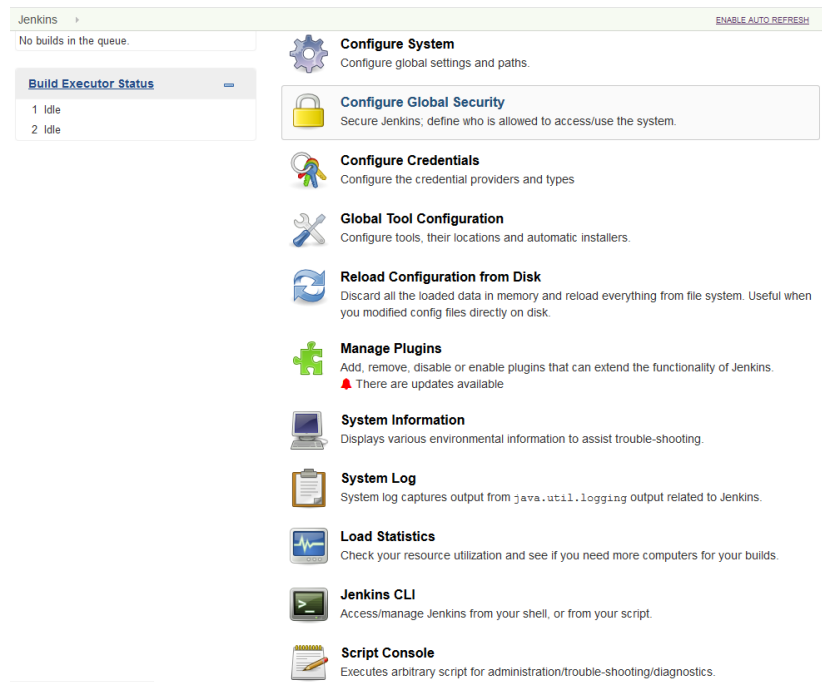 Jenkins
ENABLE AUTO REFRESH
No builds in the queue.
Build Executor Status
1 Idle
2 Idle
Configure System
Configure global settings and paths.
Configure Global Security
Secure Jenkins; define who is allowed to access/use the system.
Configure Credentials
Configure the credential providers and types
Global Tool Configuration
Configure tools, their locations and automatic installers.
Reload Configuration from Disk
Discard all the loaded data in memory and reload everything from file system. Useful when
you modified config files directly on disk.
Manage Plugins
Add, remove, disable or enable plugins that can extend the functionality of Jenkins.
There are updates available
System Information
Displays various environmental information to assist trouble-shooting.
System Log
System log captures output from java.util.logging output related to Jenkins.
Load Statistics
Check your resource utilization and see if you need more computers for your builds.
Jenkins CLI
Access/manage Jenkins from your shell, or from your script.
Script Console
Executes arbitrary script for administration/trouble-shooting/diagnostics.